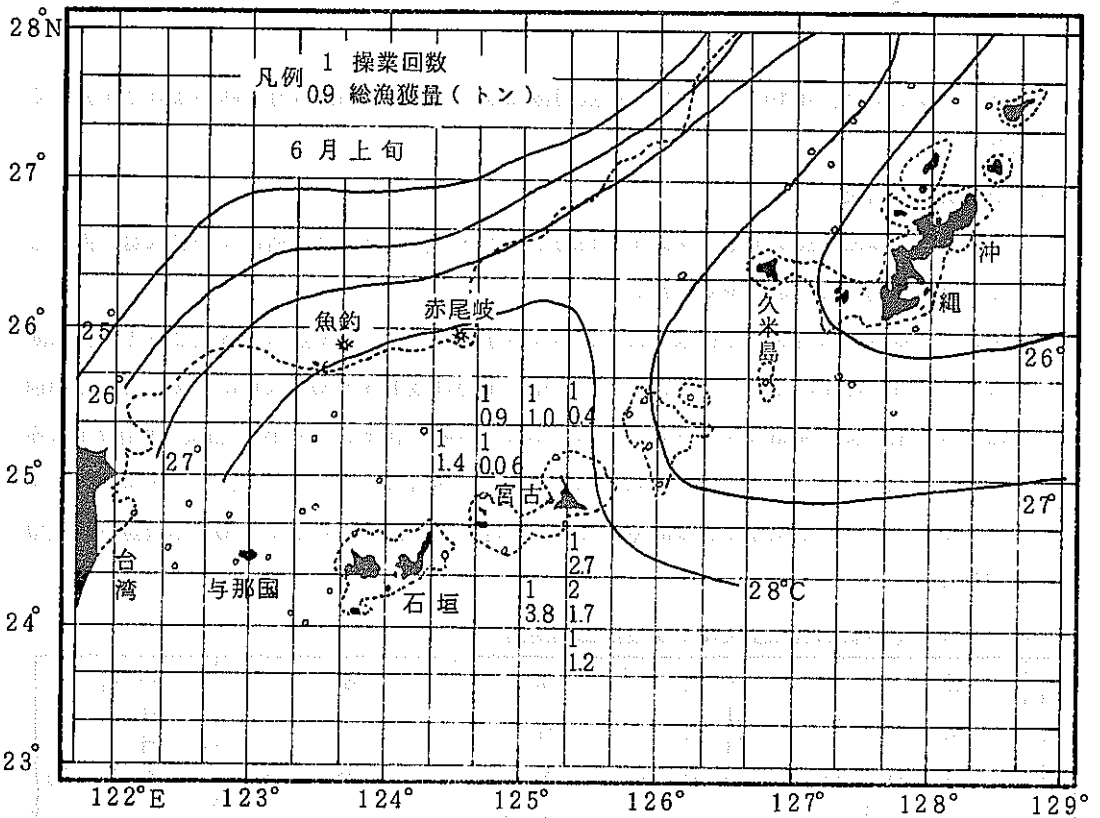 28°N
凡例 1 操業回数
0.9 総漁獲量(トン)
6月上旬
27°
沖
縄
久米島
魚釣
赤尾岐
26°
25°
26°
26°
1 1 1
0.9 1.0 0.4
1 1
1.4 0.06
25°
27°
宮古
27°
台湾
与那国
石垣
1
2.7
28°C
1 2
3.8 1.7
24°
1
1.2
23°
122°E 123° 124° 125° 126° 127° 128° 129°